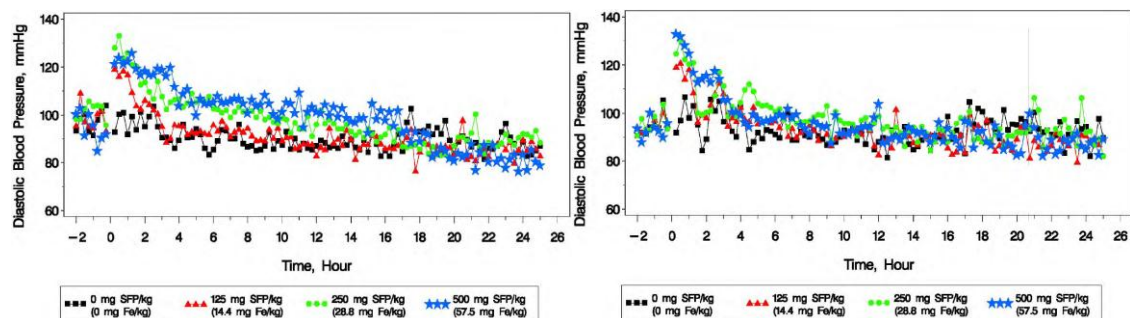 Diastolic Blood Pressure, mmHg
140
120
100
80
60
−2 0 2 4 6 8 10 12 14 16 18 20 22 24 26
Time, Hour
0 mg SFP/kg
(0 mg Fe/kg)
125 mg SFP/kg
(14.4 mg Fe/kg)
250 mg SFP/kg
(28.8 mg Fe/kg)
500 mg SFP/kg
(57.5 mg Fe/kg)
Diastolic Blood Pressure, mmHg
140
120
100
80
60
−2 0 2 4 6 8 10 12 14 16 18 20 22 24 26
Time, Hour
0 mg SFP/kg
(0 mg Fe/kg)
125 mg SFP/kg
(14.4 mg Fe/kg)
250 mg SFP/kg
(28.8 mg Fe/kg)
500 mg SFP/kg
(57.5 mg Fe/kg)